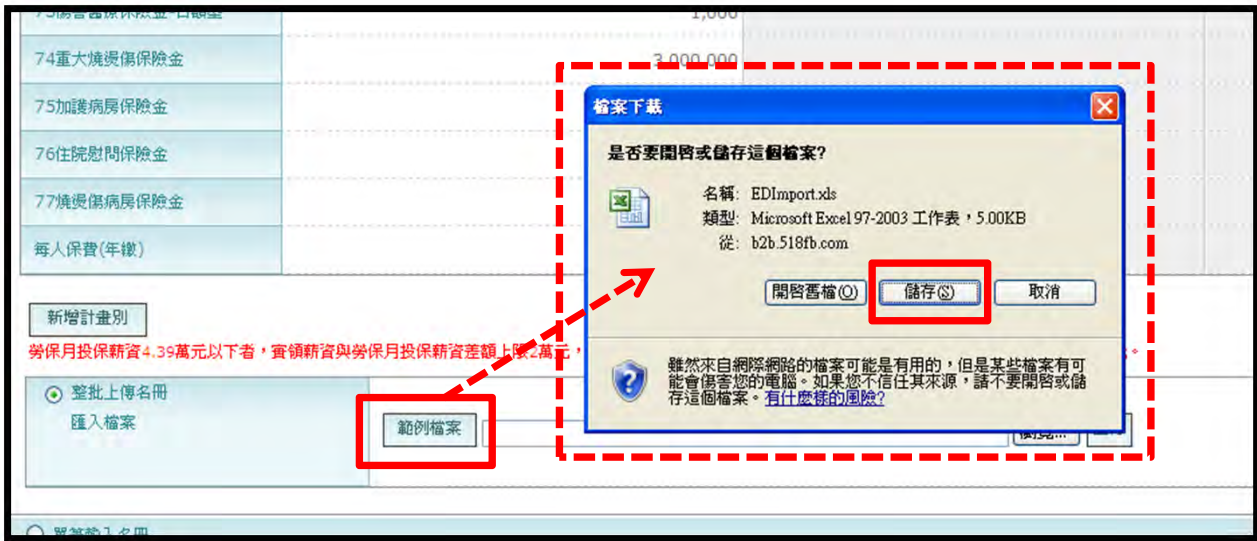 1,000
74重大燒燙傷保險金
3,000,000
75加護病房保險金
76住院慰問保險金
77燒燙傷病房保險金
每人保費(年繳)
檔案下載
是否要開啟或儲存這個檔案?
名稱: EDImport.xls
類型: Microsoft Excel 97-2003 工作表，5.00KB
從: b2b.518fb.com
開啟舊檔(O)
儲存(S)
取消
雖然來自網際網路的檔案可能是有用的，但是某些檔案有可
能會傷害您的電腦。如果您不信任其來源，請不要開啟或儲
存這個檔案。有什麼樣的風險?
新增計畫別
勞保月投保薪資4.39萬元以下者，實領薪資與勞保月投保薪資差額上限2萬元，
整批上傳名冊
匯入檔案
範例檔案
瀏覽...